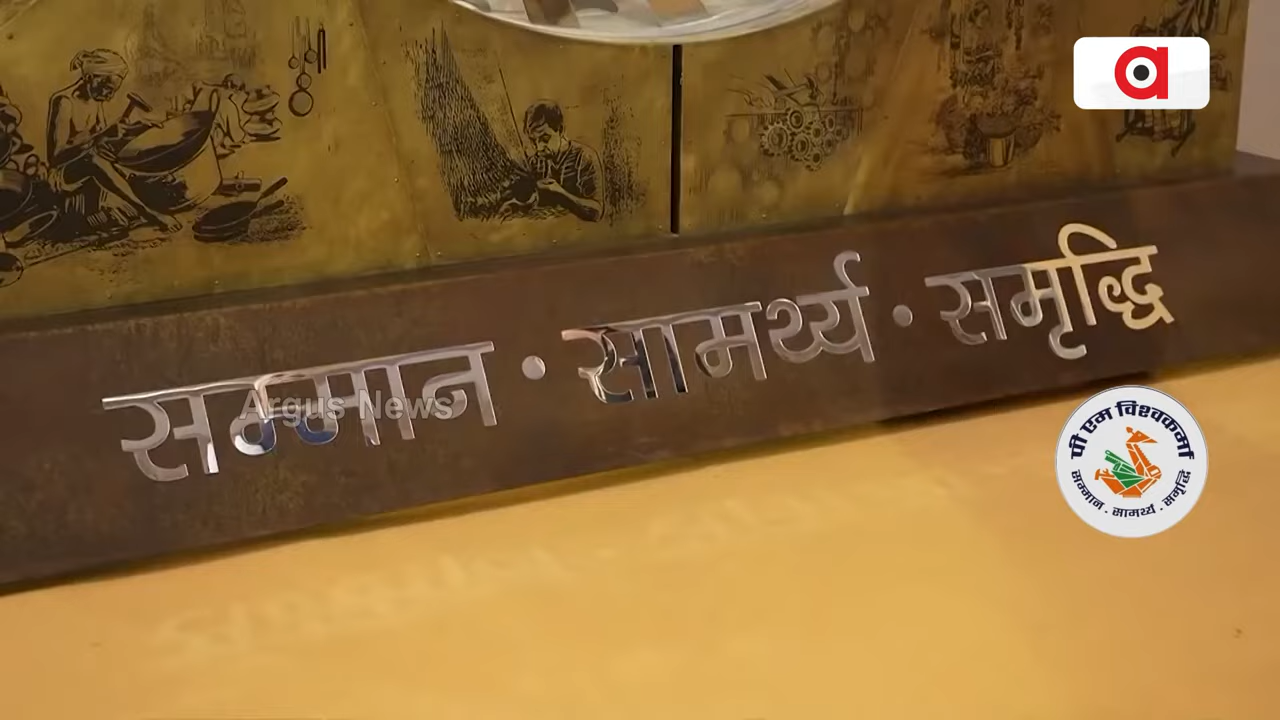 a
सम्मान • सामर्थ्य • समृद्धि
Argus News
पी एम विश्वकर्मा
सम्मान . सामर्थ्य . समृद्धि